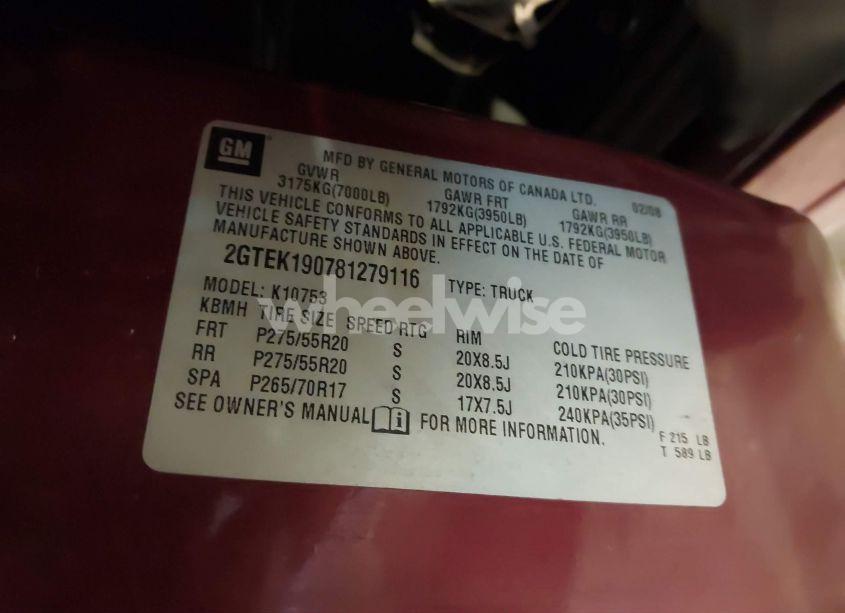 GM
MFD BY GENERAL MOTORS OF CANADA LTD. 02/08
GVWR GAWR FRT GAWR RR
3175KG(7000LB) 1792KG(3950LB) 1792KG(3950LB)
THIS VEHICLE CONFORMS TO ALL APPLICABLE U.S. FEDERAL MOTOR
VEHICLE SAFETY STANDARDS IN EFFECT ON THE DATE OF
MANUFACTURE SHOWN ABOVE.
2GTEK190781279116 TYPE: TRUCK
MODEL: K10753
wheelwise
KBMH TIRE SIZE SPEED RTG RIM COLD TIRE PRESSURE
FRT P275/55R20 S 20X8.5J 210KPA(30PSI)
RR P275/55R20 S 20X8.5J 210KPA(30PSI)
SPA P265/70R17 S 17X7.5J 240KPA(35PSI)
SEE OWNER'S MANUAL i FOR MORE INFORMATION.
F 215 LB
T 589 LB